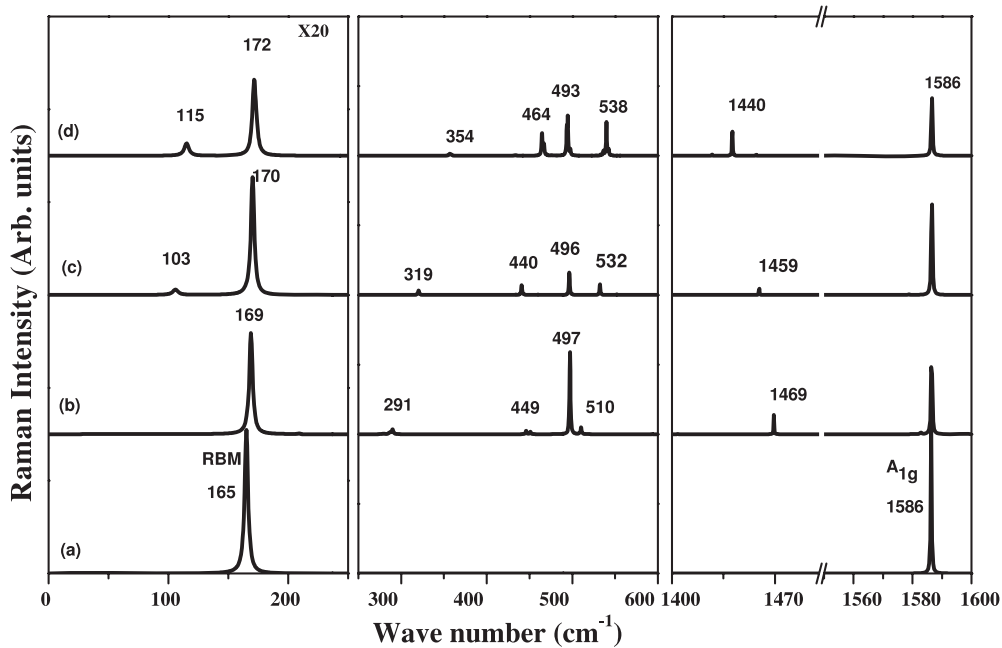 X20
172
115
(d)
354
464
493
538
1440
1586
170
103
(c)
319
440
496
532
1459
169
(b)
291
449
497
510
1469
RBM
165
(a)
A1g
1586
0 100 200 300 400 500 600 1400 1470 1560 1580 1600
Wave number (cm-1)
Raman Intensity (Arb. units)